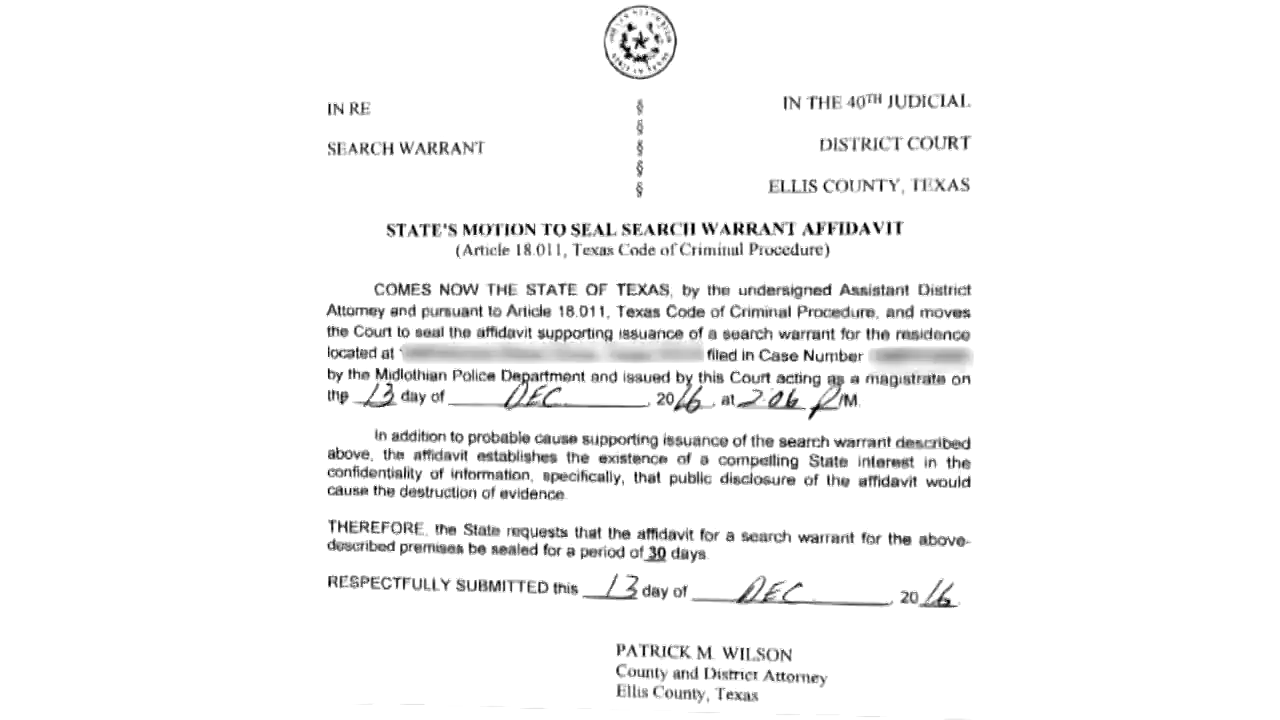 IN RE
SEARCH WARRANT
§
§
§
§
§
IN THE 40TH JUDICIAL
DISTRICT COURT
ELLIS COUNTY, TEXAS
STATE'S MOTION TO SEAL SEARCH WARRANT AFFIDAVIT
(Article 18.011, Texas Code of Criminal Procedure)
COMES NOW THE STATE OF TEXAS, by the undersigned Assistant District
Attorney and pursuant to Article 18.011, Texas Code of Criminal Procedure, and moves
the Court to seal the affidavit supporting issuance of a search warrant for the residence
located at filed in Case Number
by the Midlothian Police Department and issued by this Court acting as a magistrate on
the 13 day of DEC. 2016, at 2:06 P/M.
In addition to probable cause supporting issuance of the search warrant described
above, the affidavit establishes the existence of a compelling State interest in the
confidentiality of information, specifically, that public disclosure of the affidavit would
cause the destruction of evidence.
THEREFORE, the State requests that the affidavit for a search warrant for the above-
described premises be sealed for a period of 30 days.
RESPECTFULLY SUBMITTED this 13 day of DEC, 2016.
PATRICK M. WILSON
County and District Attorney
Ellis County, Texas